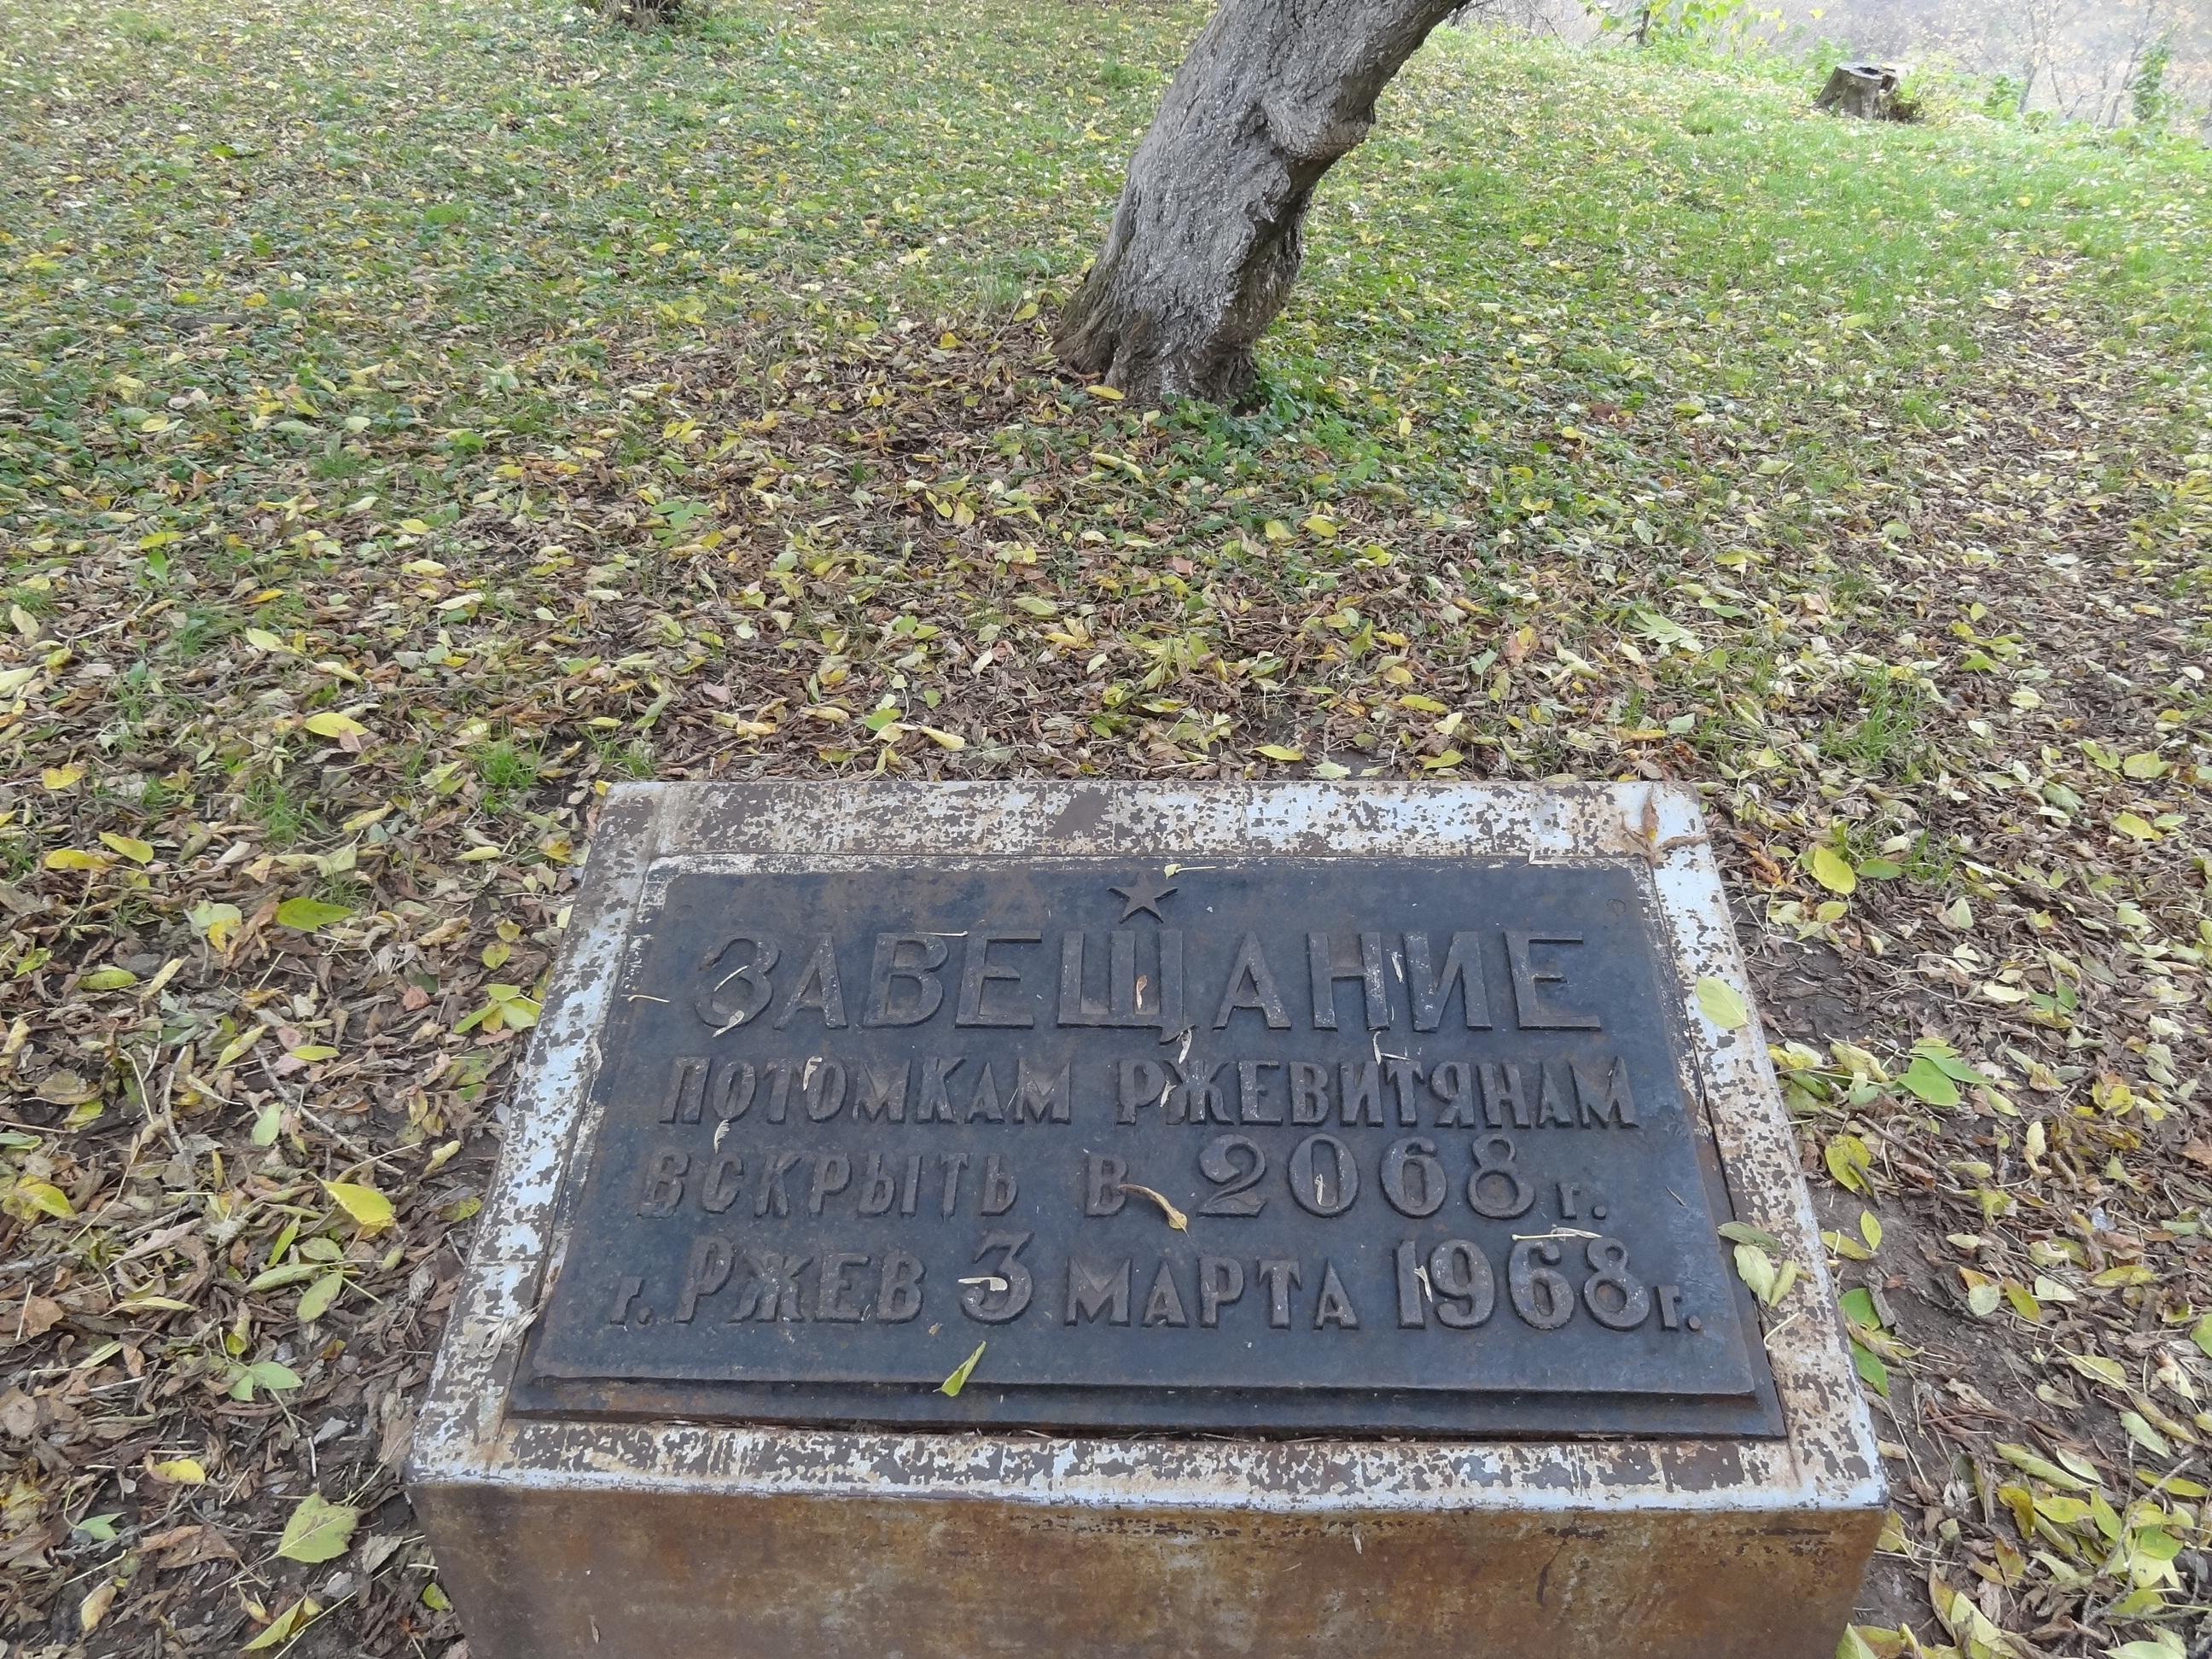 ЗАВЕЩАНИЕ
ПОТОМКАМ РЖЕВИТЯНАМ
ВСКРЫТЬ В 2068 г.
г. РЖЕВ 3 МАРТА 1968 г.